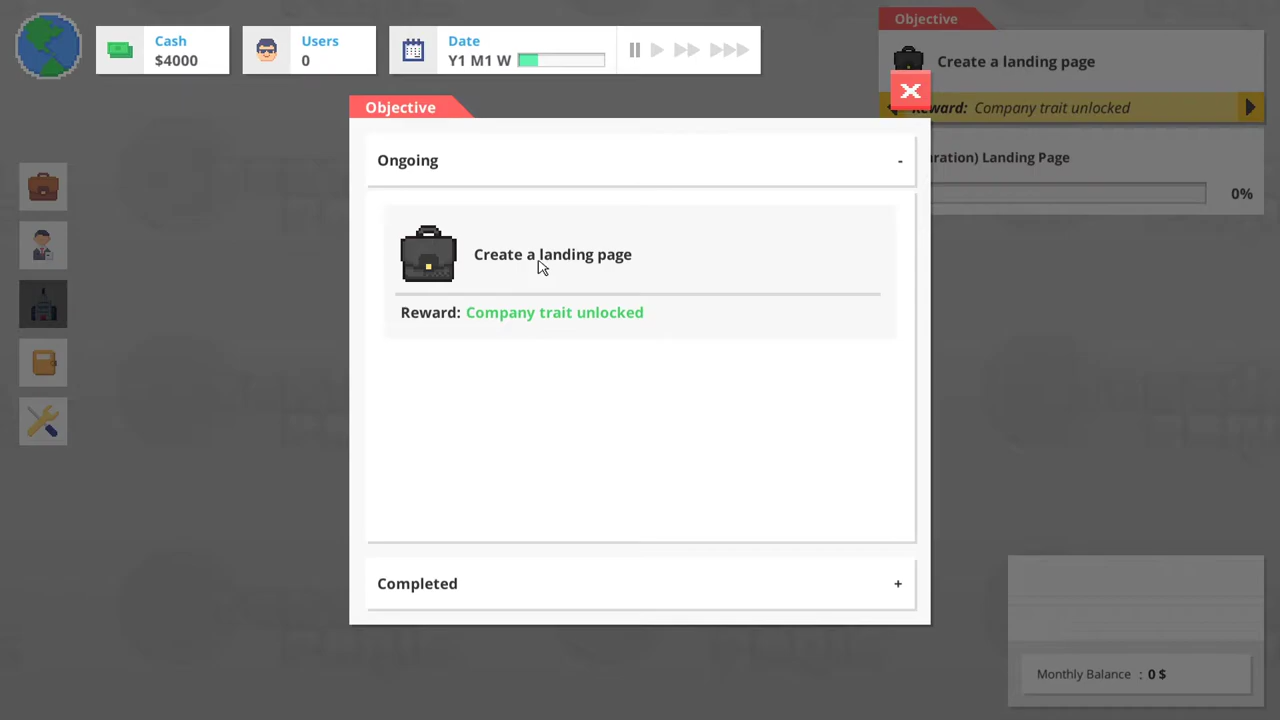 Cash
$4000
Users
0
Date
Y1 M1 W
Objective
Create a landing page
Reward: Company trait unlocked
Landing Page
0%
Objective
Ongoing
-
Create a landing page
Reward: Company trait unlocked
Completed
+
Monthly Balance : 0 $